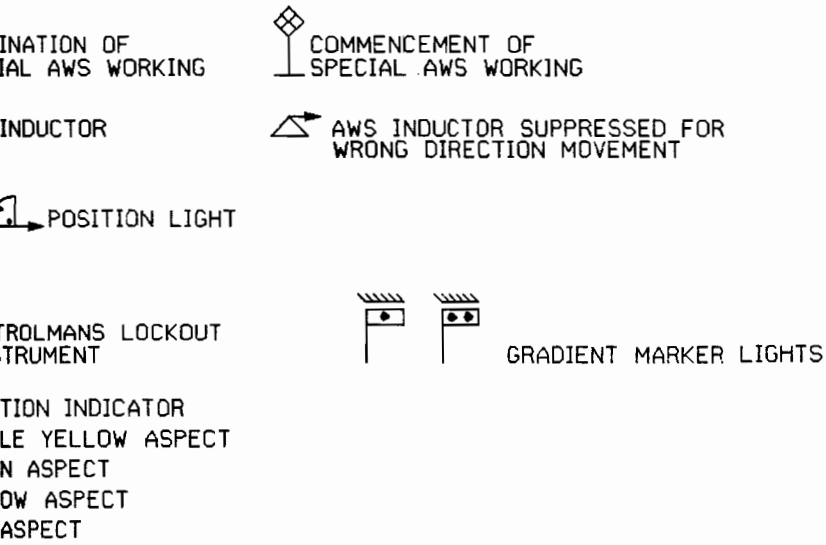 INATION OF
IAL AWS WORKING
COMMENCEMENT OF
SPECIAL AWS WORKING
INDUCTOR
AWS INDUCTOR SUPPRESSED FOR
WRONG DIRECTION MOVEMENT
POSITION LIGHT
TROLMANS LOCKOUT
STRUMENT
GRADIENT MARKER LIGHTS
TION INDICATOR
LE YELLOW ASPECT
N ASPECT
OW ASPECT
ASPECT